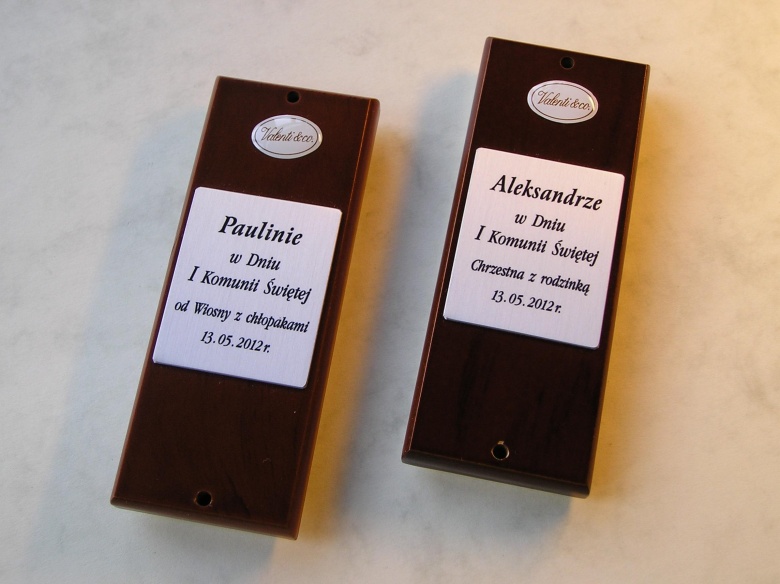 Valenti & co.
Paulinie
w Dniu
I Komunii Świętej
od Wiosny z chłopakami
13.05.2012 r.
Valenti & co.
Aleksandrze
w Dniu
I Komunii Świętej
Chrzestna z rodzinką
13.05.2012 r.